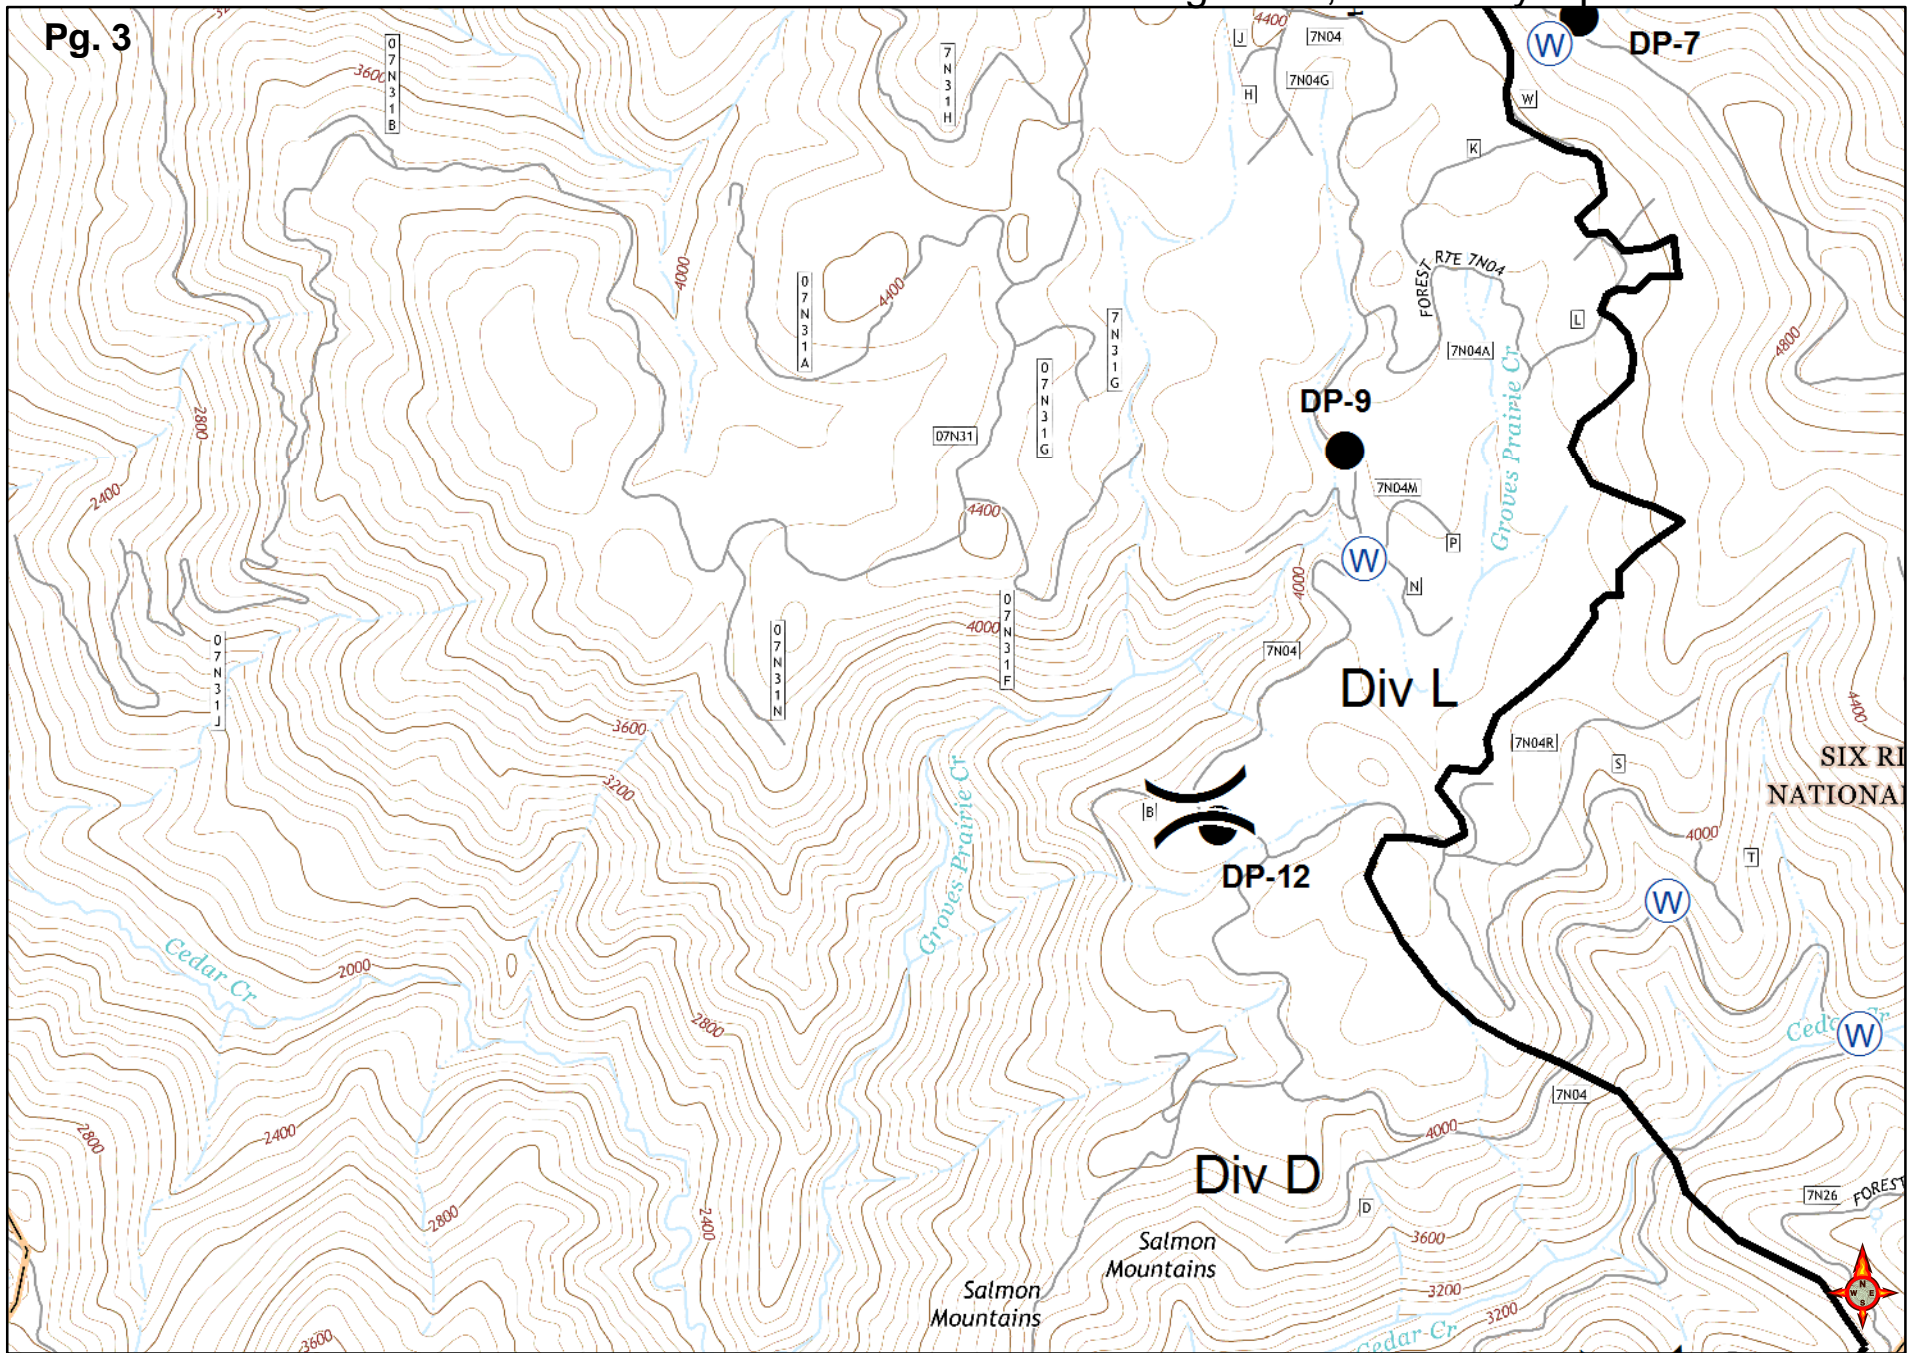 Pg. 3
DP-7
W
4400
7N04
J
7N04G
H
07N31B
3600
7N31H
W
K
4000
07N31A
4400
FOREST RTE 7N04
7N31G
L
7N04A
4800
2800
07N31G
DP-9
07N31
Groves Prairie Cr
2400
4400
7N04M
P
W
4000
N
07N31F
4000
07N31J
07N31N
7N04
Div L
4400
3600
7N04R
S
SIX RI
NATIONA
3200
Groves Prairie Cr
B
4000
T
DP-12
W
Cedar Cr
2000
2800
W
7N04
2800
2400
4000
Div D
7N26
FOREST
D
2800
2400
3600
Salmon
Mountains
Salmon
Mountains
3200
3200
3600
Cedar Cr
N
W
E
S